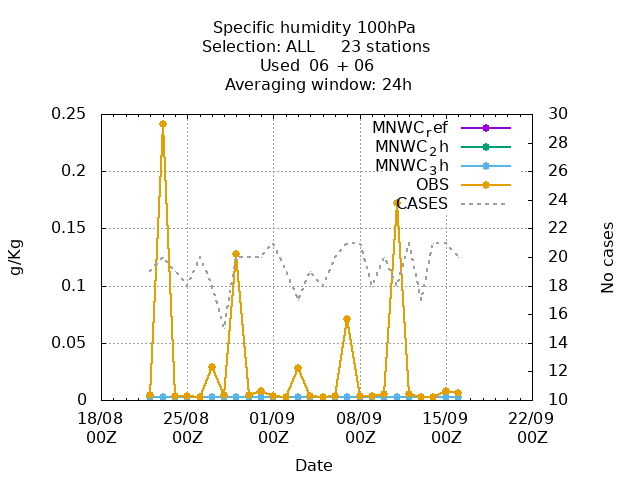 Specific humidity 100hPa
Selection: ALL 23 stations
Used 06 + 06
Averaging window: 24h
0.25
0.2
0.15
0.1
0.05
0
30
28
26
24
22
20
18
16
14
12
10
MNWC_ref
MNWC_2h
MNWC_3h
OBS
CASES
g/Kg
No cases
18/08 25/08 01/09 08/09 15/09 22/09
00Z 00Z 00Z 00Z 00Z 00Z
Date